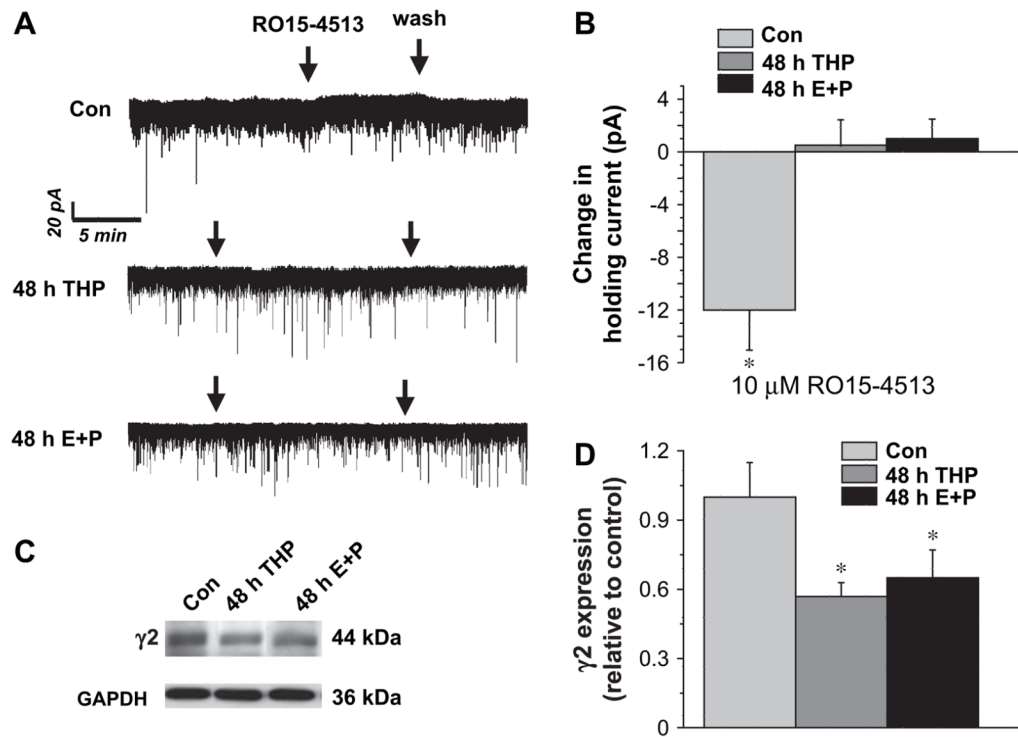 A
RO15-4513
wash
Con
20 pA
5 min
48 h THP
48 h E+P
B
Con
48 h THP
48 h E+P
Change in
holding current (pA)
4
0
-4
-8
-12
-16
*
10 μM RO15-4513
C
Con
48 h THP
48 h E+P
γ2
44 kDa
GAPDH
36 kDa
D
Con
48 h THP
48 h E+P
γ2 expression
(relative to control)
1.2
0.9
0.6
0.3
0
*
*